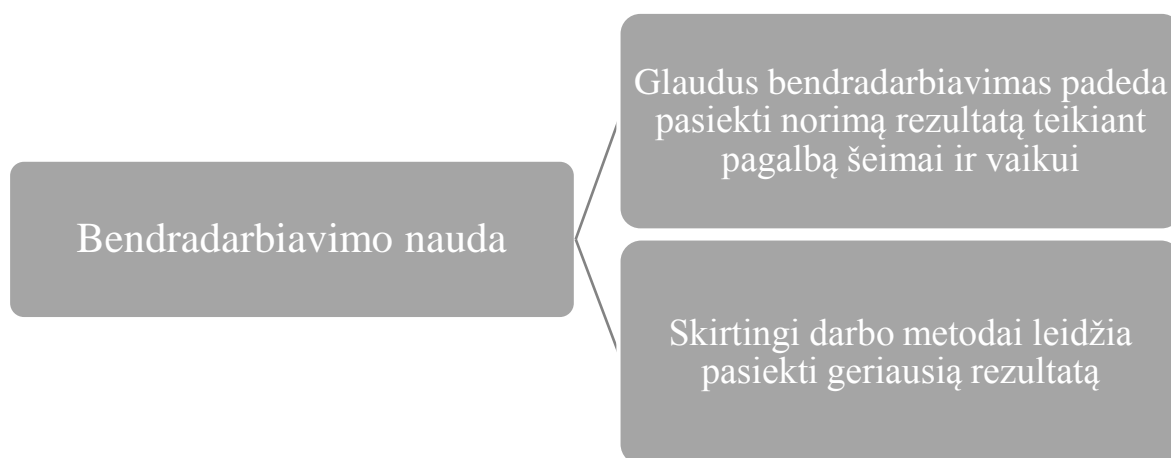 Bendradarbiavimo nauda
Glaudus bendradarbiavimas padeda
pasiekti norimą rezultatą teikiant
pagalbą šeimai ir vaikui
Skirtingi darbo metodai leidžia
pasiekti geriausią rezultatą